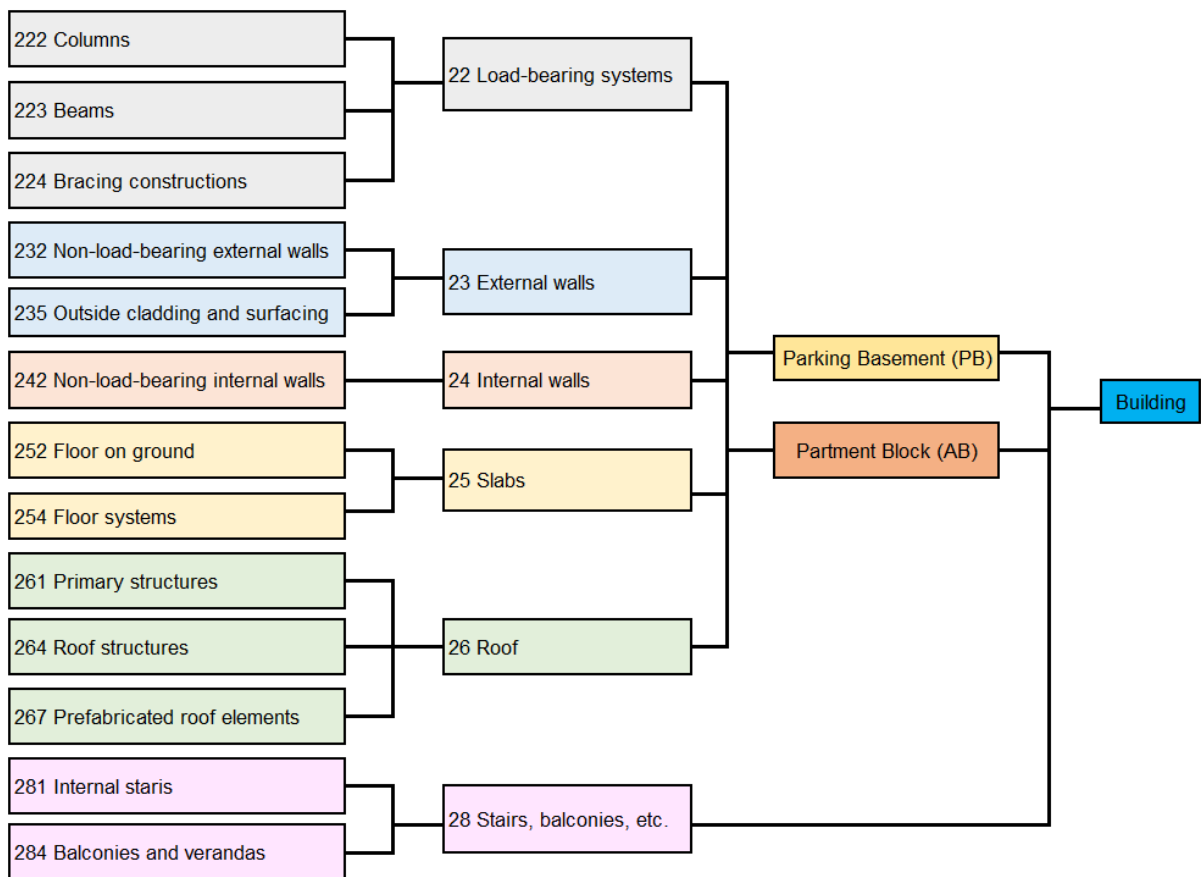 222 Columns
223 Beams
224 Bracing constructions
232 Non-load-bearing external walls
235 Outside cladding and surfacing
242 Non-load-bearing internal walls
252 Floor on ground
254 Floor systems
261 Primary structures
264 Roof structures
267 Prefabricated roof elements
281 Internal staris
284 Balconies and verandas
22 Load-bearing systems
23 External walls
24 Internal walls
25 Slabs
26 Roof
28 Stairs, balconies, etc.
Parking Basement (PB)
Partment Block (AB)
Building